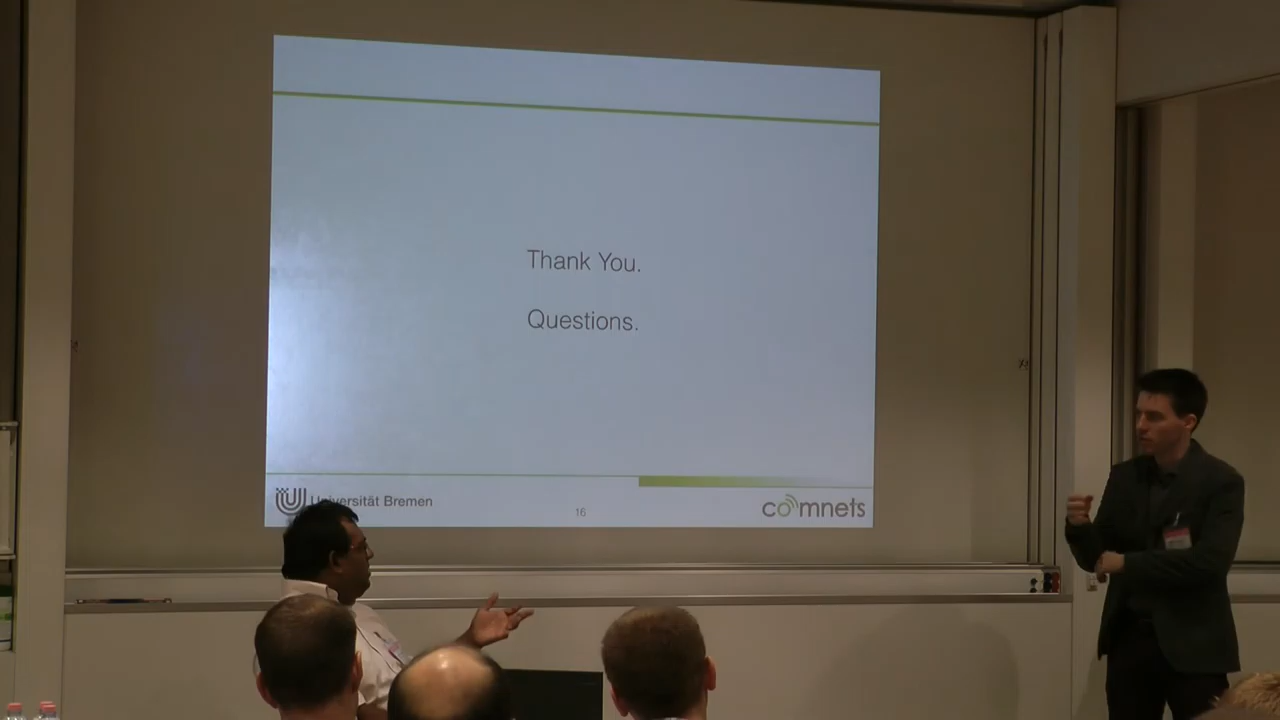 Thank You.
Questions.
Universität Bremen
16
comnets